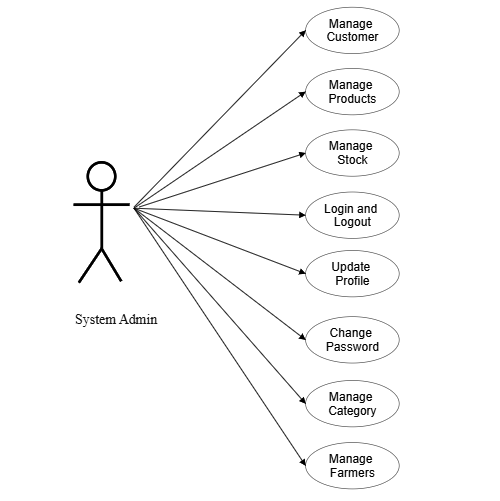 Manage
Customer
Manage
Products
Manage
Stock
Login and
Logout
Update
Profile
System Admin
Change
Password
Manage
Category
Manage
Farmers